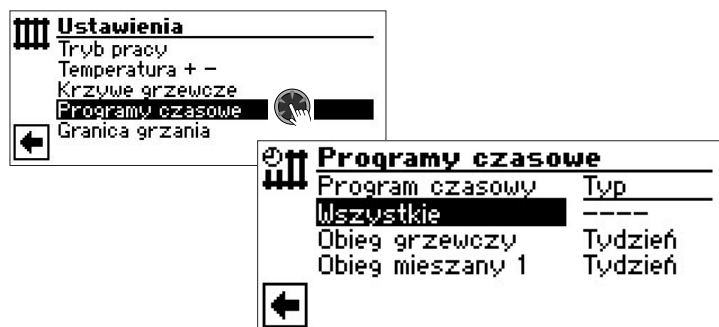 Ustawienia
Tryb pracy
Temperatura + −
Krzywe grzewcze
Programy czasowe
Granica grzania
Programy czasowe
Program czasowy Typ
Wszystkie ----
Obieg grzewczy Tydzień
Obieg mieszany 1 Tydzień